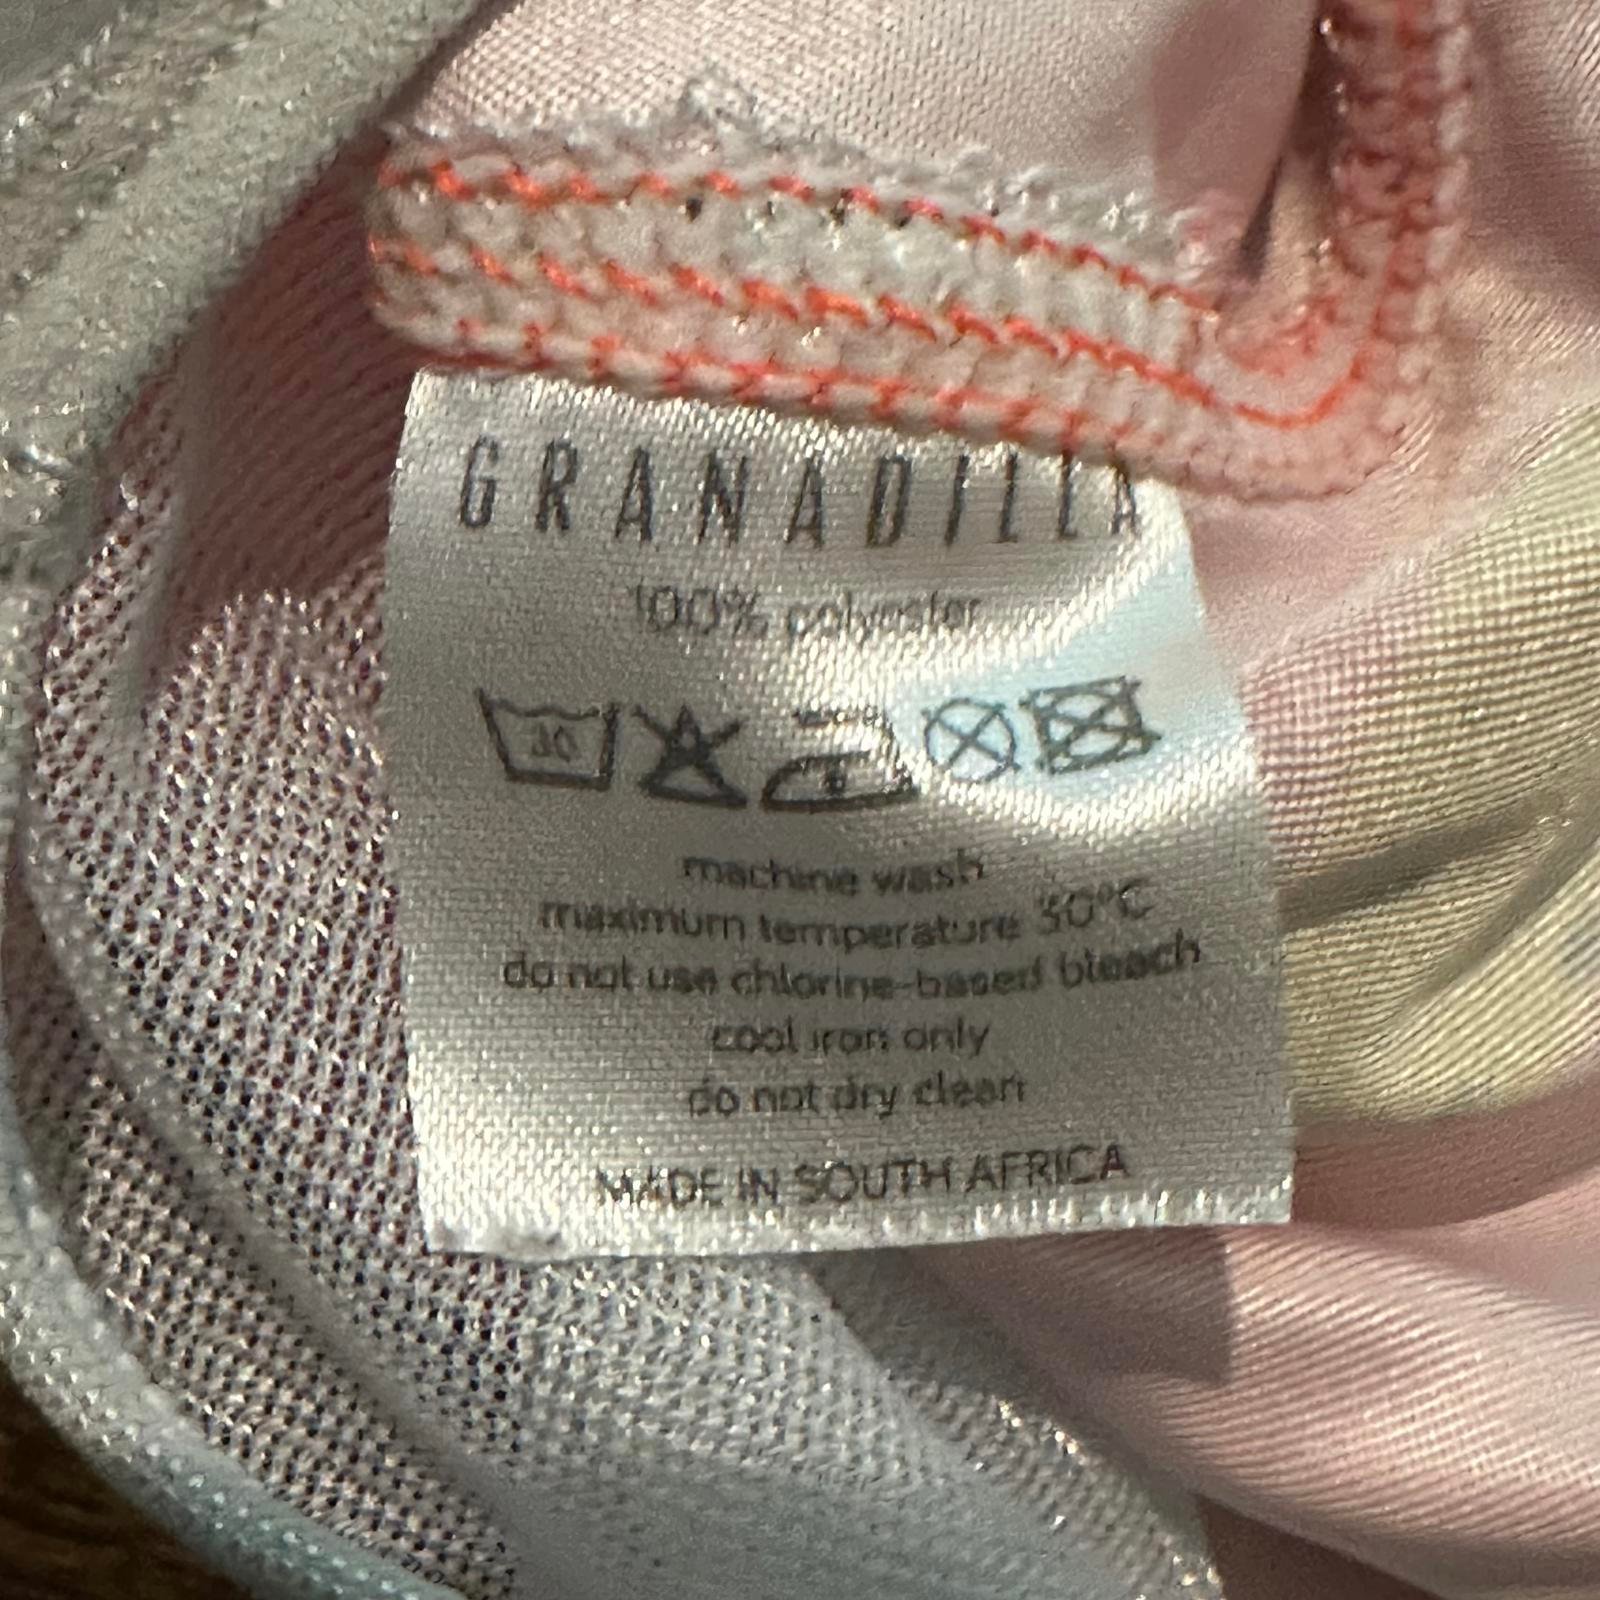 GRANADILLA
100% polyester
30
machine wash
maximum temperature 30°C
do not use chlorine-based bleach
cool iron only
do not dry clean
MADE IN SOUTH AFRICA